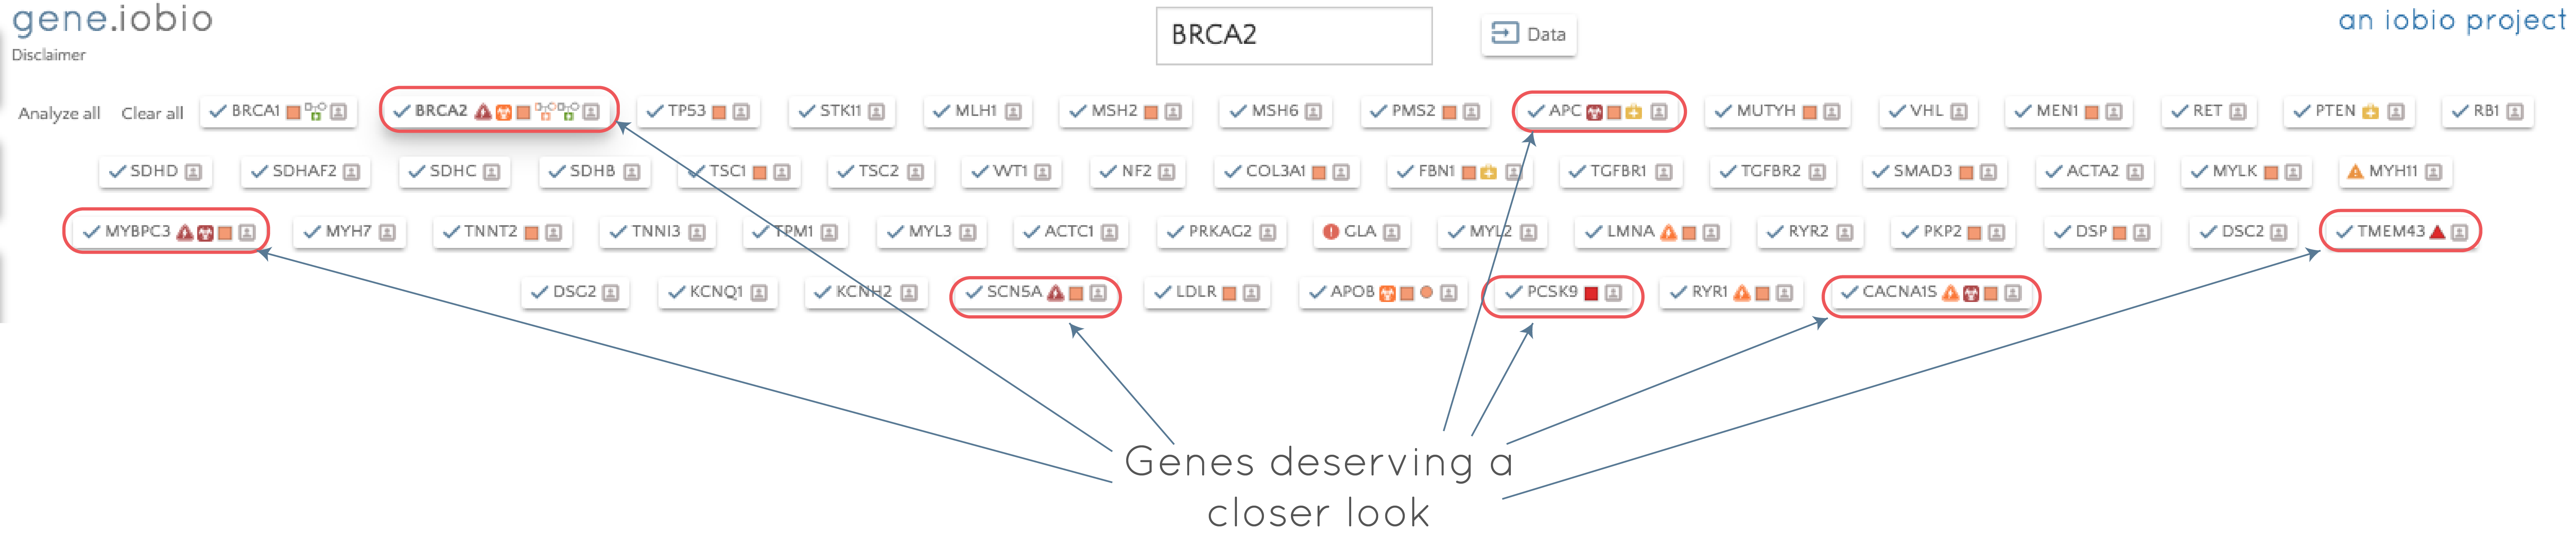 gene.iobio
BRCA2
Data
an iobio project
Disclaimer
Analyze all Clear all BRCA1 BRCA2 TP53 STK11 MLH1 MSH2 MSH6 PMS2 APC MUTYH VHL MEN1 RET PTEN RB1
SDHD SDHAF2 SDHC SDHB TSC1 TSC2 WT1 NF2 COL3A1 FBN1 TGFBR1 TGFBR2 SMAD3 ACTA2 MYLK MYH11
MYBPC3 MYH7 TNNT2 TNNI3 TPM1 MYL3 ACTC1 PRKAG2 GLA MYL2 LMNA RYR2 PKP2 DSP DSC2 TMEM43
DSG2 KCNQ1 KCNH2 SCN5A LDLR APOB PCSK9 RYR1 CACNA1S
Genes deserving a
closer look